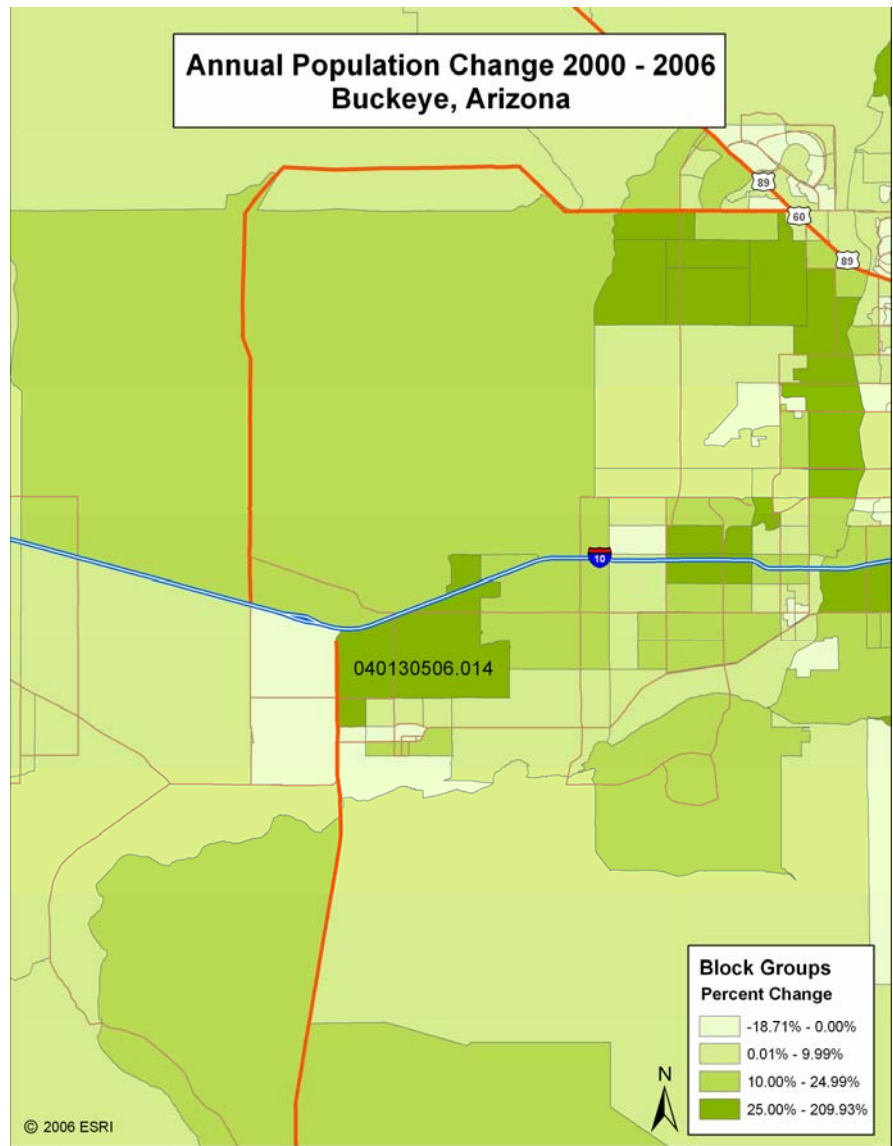 Annual Population Change 2000 - 2006
Buckeye, Arizona
89
60
89
10
040130506.014
Block Groups
Percent Change
-18.71% - 0.00%
0.01% - 9.99%
10.00% - 24.99%
25.00% - 209.93%
N
© 2006 ESRI